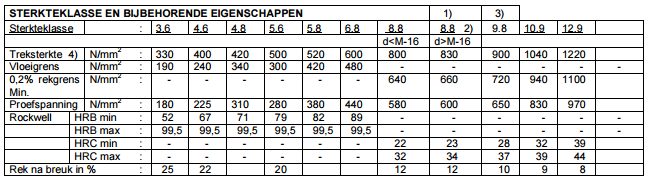 STERKTEKLASSE EN BIJBEHORENDE EIGENSCHAPPEN 1) 3)
Sterkteklasse : 3.6 4.6 4.8 5.6 5.8 6.8 8.8 8.8 2) 9.8 10.9 12.9
d<M-16 d>M-16
Treksterkte 4) N/mm2 : 330 400 420 500 520 600 800 830 900 1040 1220
Vloeigrens N/mm2 : 190 240 340 300 420 480 - - - - -
0,2% rekgrens N/mm2 : - - - - - - 640 660 720 940 1100
Min.
Proefspanning N/mm2 : 180 225 310 280 380 440 580 600 650 830 970
Rockwell HRB min : 52 67 71 79 82 89 - - - - -
HRB max : 99,5 99,5 99,5 99,5 99,5 99,5 - - - - -
HRC min : - - - - - - 22 23 28 32 39
HRC max : - - - - - - 32 34 37 39 44
Rek na breuk in % : 25 22 20 12 12 10 9 8